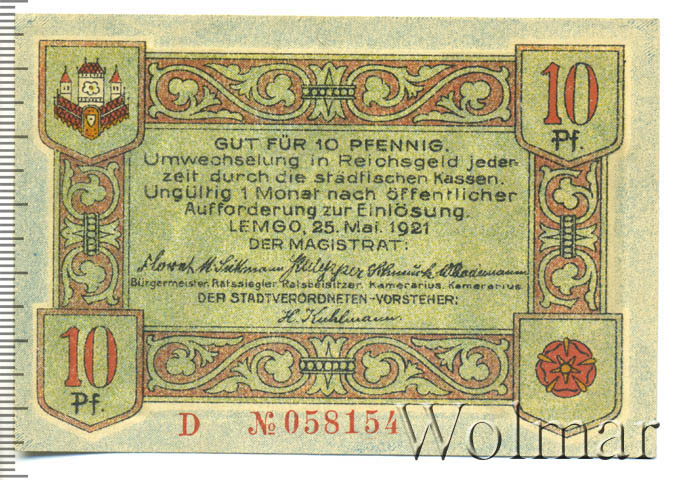 10
Pf.
GUT FÜR 10 PFENNIG.
Umwechselung in Reichsgeld jeder-
zeit durch die städtischen Kassen.
Ungültig 1 Monat nach öffentlicher
Aufforderung zur Einlösung.
LEMGO, 25. Mai. 1921
DER MAGISTRAT:
Bürgermeister. Ratssiegler. Ratsbeisitzer. Kamerarius. Kamerarius
DER STADTVERORDNETEN-VORSTEHER:
H. Kuhlmann.
10
Pf.
D № 058154
Wolmar